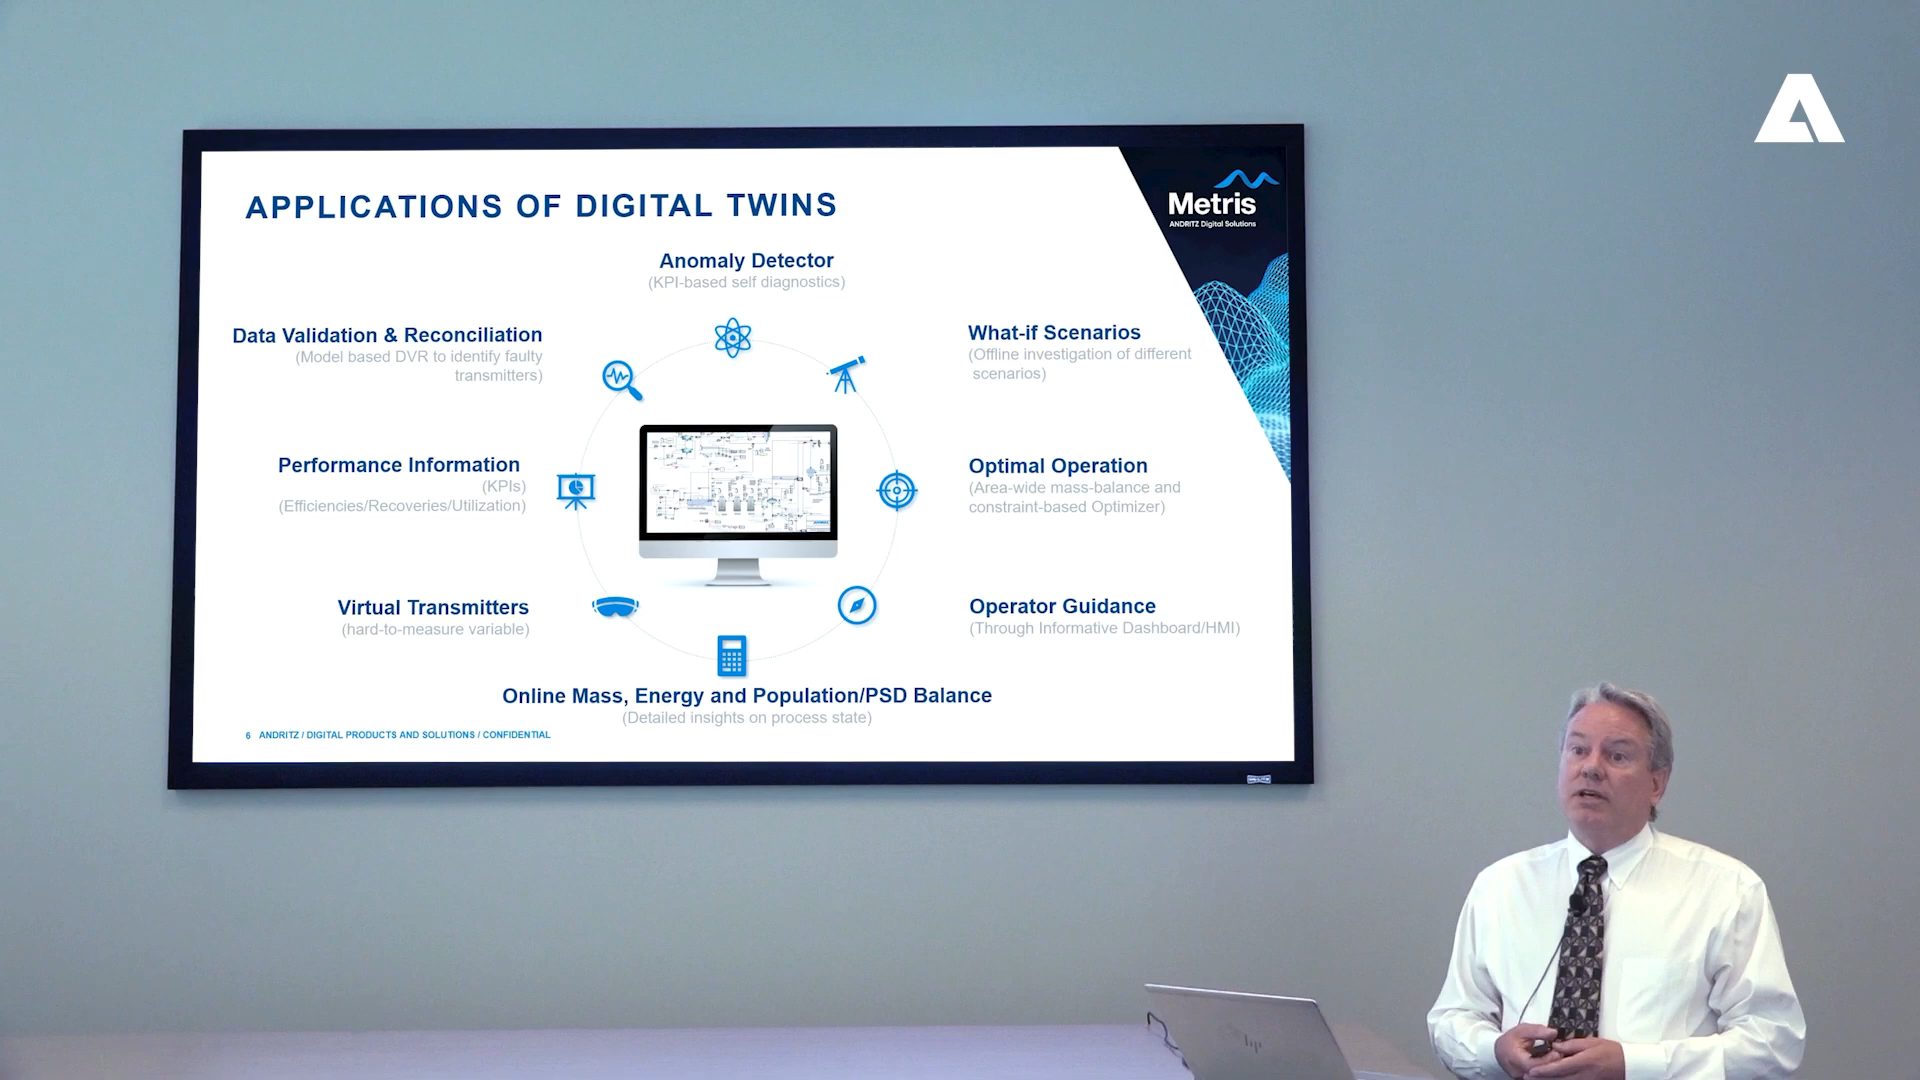 APPLICATIONS OF DIGITAL TWINS
Metris
ANDRITZ Digital Solutions
Anomaly Detector
(KPI-based self diagnostics)
Data Validation & Reconciliation
(Model based DVR to identify faulty
transmitters)
What-if Scenarios
(Offline investigation of different
scenarios)
Performance Information
(KPIs)
(Efficiencies/Recoveries/Utilization)
Optimal Operation
(Area-wide mass-balance and
constraint-based Optimizer)
Virtual Transmitters
(hard-to-measure variable)
Operator Guidance
(Through Informative Dashboard/HMI)
Online Mass, Energy and Population/PSD Balance
(Detailed insights on process state)
6 ANDRITZ / DIGITAL PRODUCTS AND SOLUTIONS / CONFIDENTIAL
hp